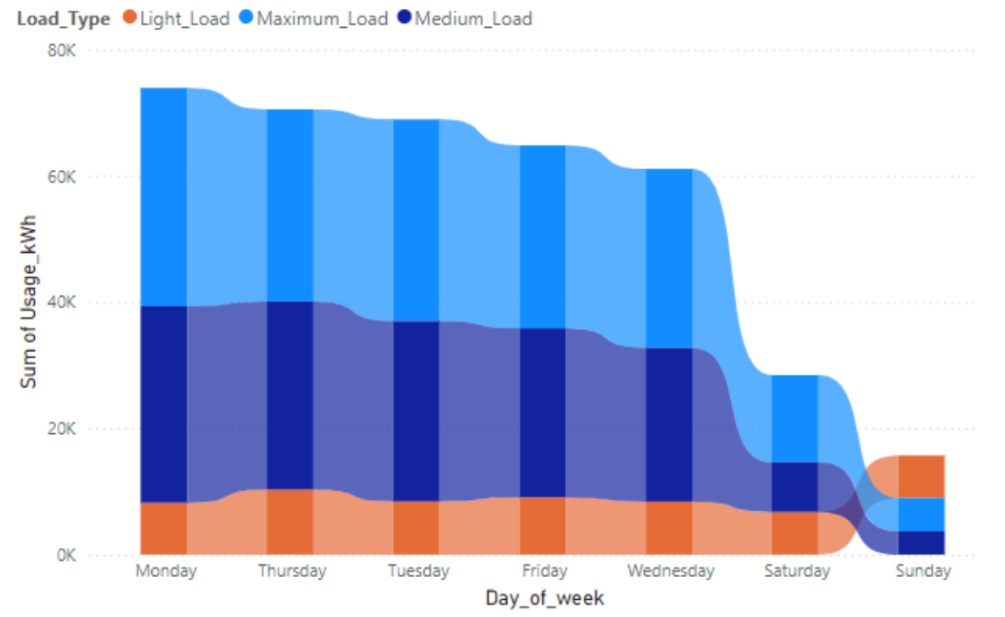 Load_Type Light_Load Maximum_Load Medium_Load
80K
60K
40K
20K
0K
Sum of Usage_kWh
Monday Thursday Tuesday Friday Wednesday Saturday Sunday
Day_of_week